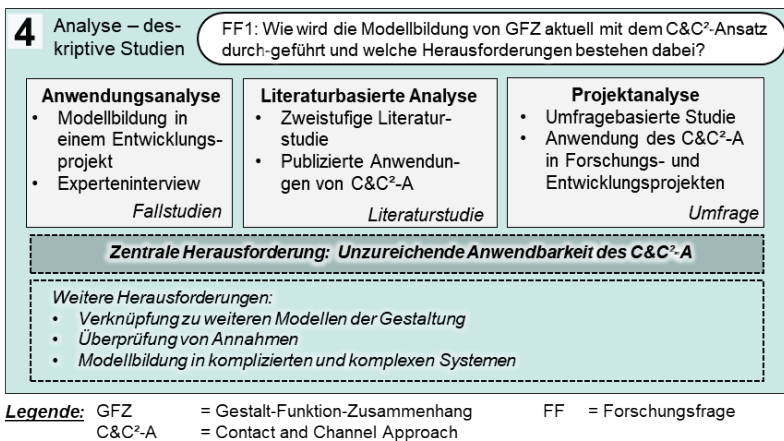 4 Analyse – des-
kriptive Studien
FF1: Wie wird die Modellbildung von GFZ aktuell mit dem C&C²-Ansatz
durch-geführt und welche Herausforderungen bestehen dabei?
Anwendungsanalyse
• Modellbildung in
einem Entwicklungs-
projekt
• Experteninterview
Fallstudien
Literaturbasierte Analyse
• Zweistufige Literatur-
studie
• Publizierte Anwendun-
gen von C&C²-A
Literaturstudie
Projektanalyse
• Umfragebasierte Studie
• Anwendung des C&C²-A
in Forschungs- und
Entwicklungsprojekten
Umfrage
Zentrale Herausforderung: Unzureichende Anwendbarkeit des C&C²-A
Weitere Herausforderungen:
• Verknüpfung zu weiteren Modellen der Gestaltung
• Überprüfung von Annahmen
• Modellbildung in komplizierten und komplexen Systemen
Legende: GFZ = Gestalt-Funktion-Zusammenhang FF = Forschungsfrage
C&C²-A = Contact and Channel Approach